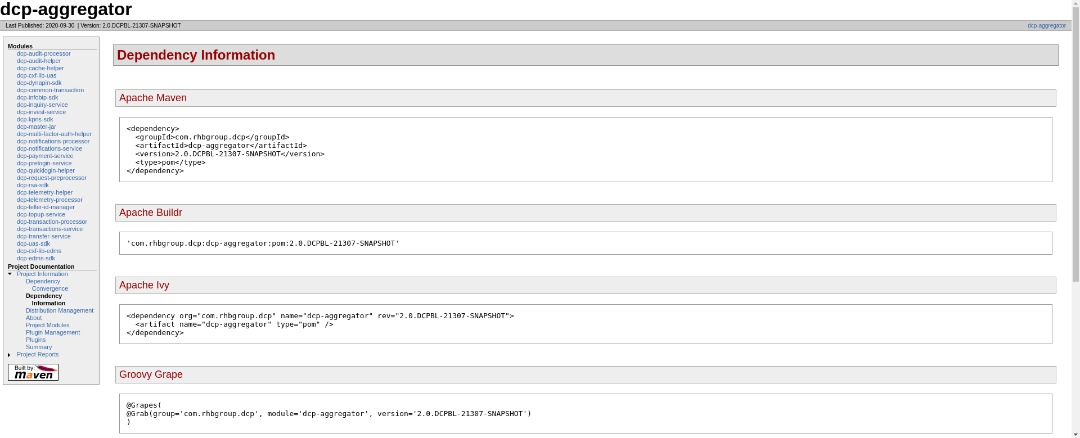 dcp-aggregator
Last Published: 2020-09-30 | Version: 2.0.DCPBL-21307-SNAPSHOT
dcp-aggregator
Modules
dcp-audit-processor
dcp-audit-helper
dcp-cache-helper
dcp-cxf-lib-uas
dcp-dynapin-sdk
dcp-common-transaction
dcp-infobip-sdk
dcp-inquiry-service
dcp-invest-service
dcp-kpns-sdk
dcp-master-jar
dcp-multi-factor-auth-helper
dcp-notifications-processor
dcp-notifications-service
dcp-payment-service
dcp-prelogin-service
dcp-quicklogin-helper
dcp-request-preprocessor
dcp-rsa-sdk
dcp-telemetry-helper
dcp-telemetry-processor
dcp-teller-id-manager
dcp-topup-service
dcp-transaction-processor
dcp-transactions-service
dcp-transfer-service
dcp-uas-sdk
dcp-cxf-lib-edms
dcp-edms-sdk
Project Documentation
Project Information
Dependency
Convergence
Dependency
Information
Distribution Management
About
Project Modules
Plugin Management
Plugins
Summary
Project Reports
Built by:
maven
Dependency Information
Apache Maven
<dependency>
  <groupId>com.rhbgroup.dcp</groupId>
  <artifactId>dcp-aggregator</artifactId>
  <version>2.0.DCPBL-21307-SNAPSHOT</version>
  <type>pom</type>
</dependency>
Apache Buildr
'com.rhbgroup.dcp:dcp-aggregator:pom:2.0.DCPBL-21307-SNAPSHOT'
Apache Ivy
<dependency org="com.rhbgroup.dcp" name="dcp-aggregator" rev="2.0.DCPBL-21307-SNAPSHOT">
  <artifact name="dcp-aggregator" type="pom" />
</dependency>
Groovy Grape
@Grapes(
@Grab(group='com.rhbgroup.dcp', module='dcp-aggregator', version='2.0.DCPBL-21307-SNAPSHOT')
)